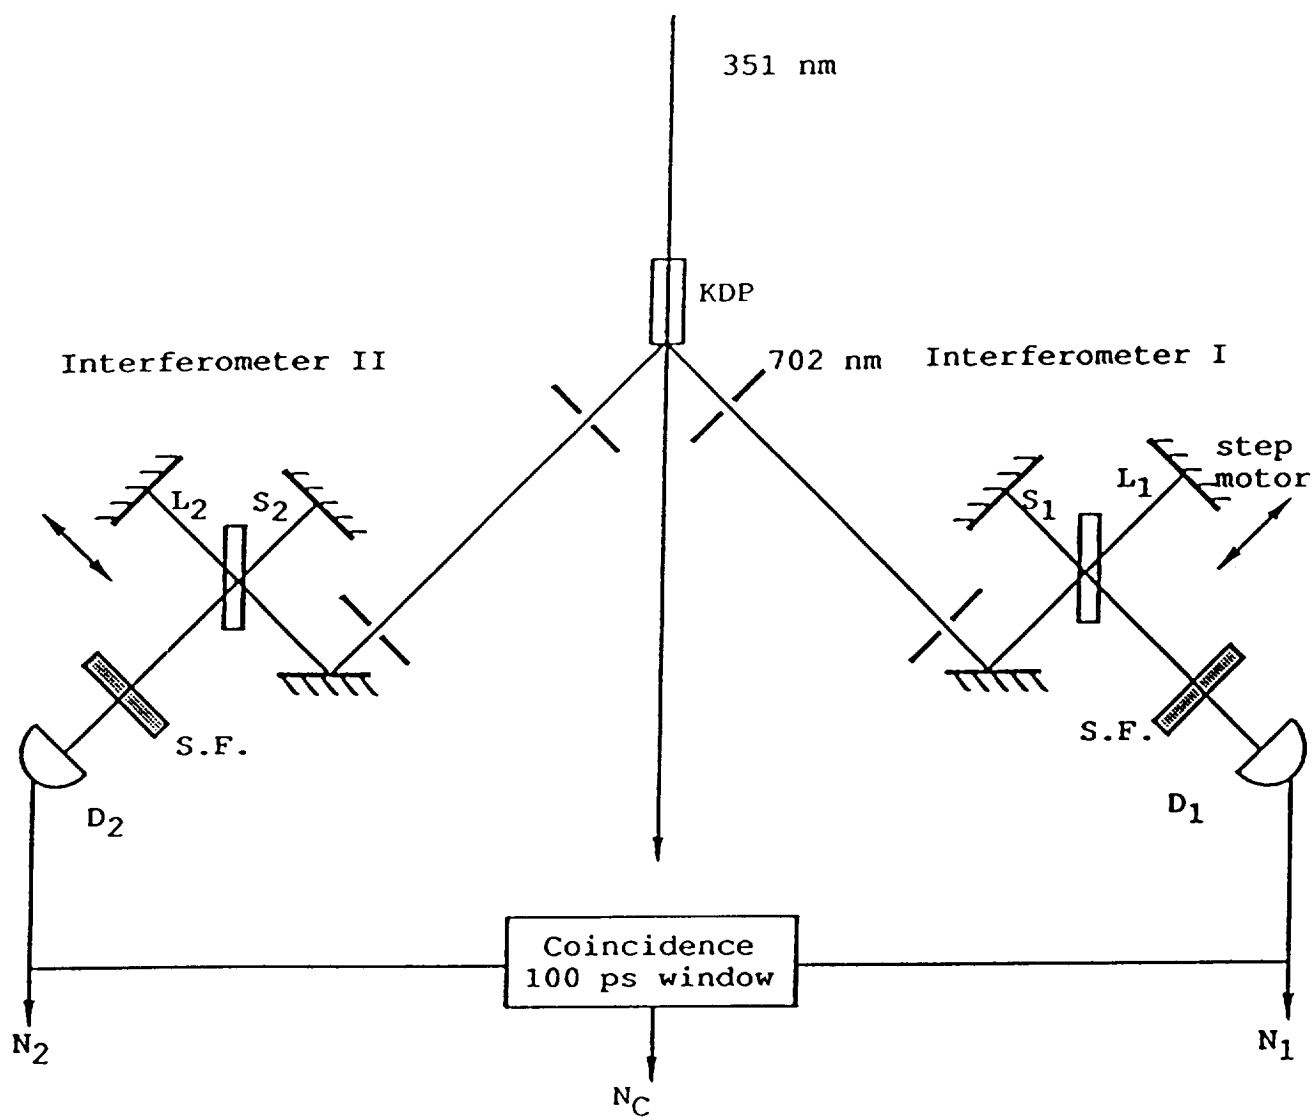 351 nm
KDP
Interferometer II
702 nm
Interferometer I
step
motor
L2
S2
S1
L1
S.F.
S.F.
D2
D1
Coincidence
100 ps window
N2
N1
NC